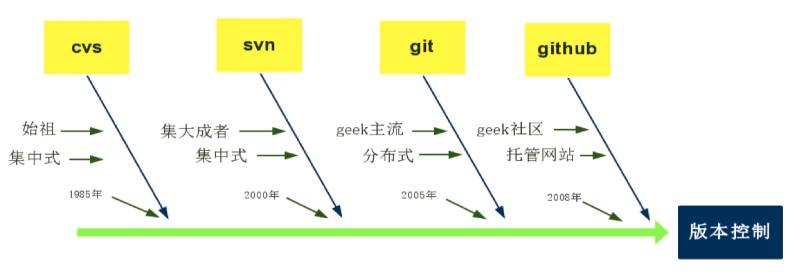 cvs
svn
git
github
始祖
集中式
1985年
集大成者
集中式
2000年
geek主流
分布式
2005年
geek社区
托管网站
2008年
版本控制